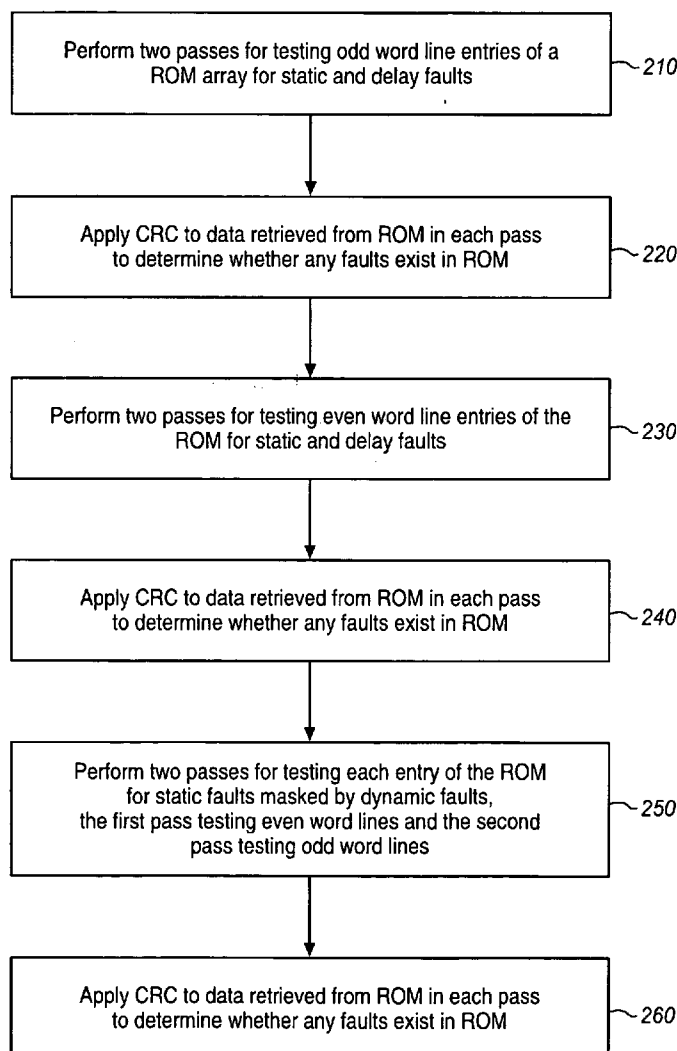 Perform two passes for testing odd word line entries of a
ROM array for static and delay faults
210
Apply CRC to data retrieved from ROM in each pass
to determine whether any faults exist in ROM
220
Perform two passes for testing even word line entries of the
ROM for static and delay faults
230
Apply CRC to data retrieved from ROM in each pass
to determine whether any faults exist in ROM
240
Perform two passes for testing each entry of the ROM
for static faults masked by dynamic faults,
the first pass testing even word lines and the second
pass testing odd word lines
250
Apply CRC to data retrieved from ROM in each pass
to determine whether any faults exist in ROM
260